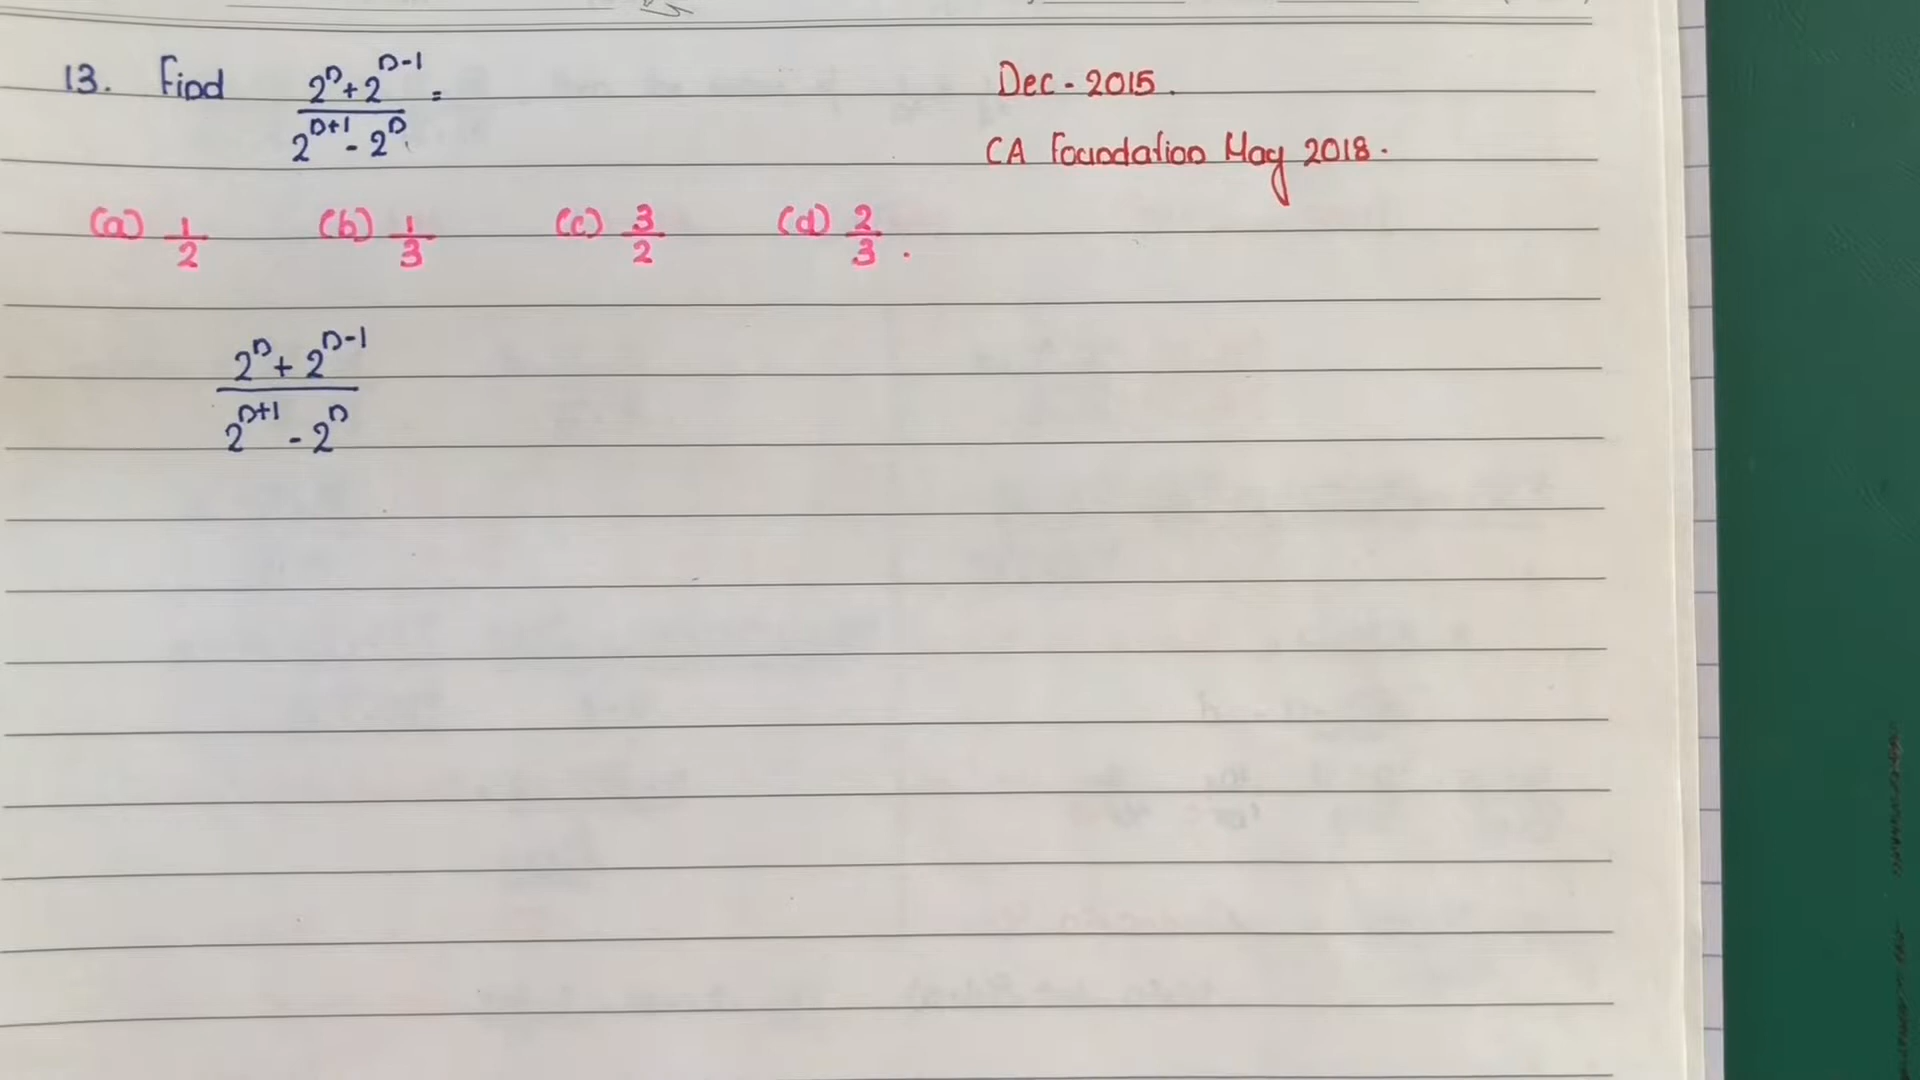 13. Find (2^n + 2^(n-1)) / (2^(n+1) - 2^n) =
Dec - 2015.
CA Foundation May 2018.
(a) 1/2 (b) 1/3 (c) 3/2 (d) 2/3.
(2^n + 2^(n-1)) / (2^(n+1) - 2^n)